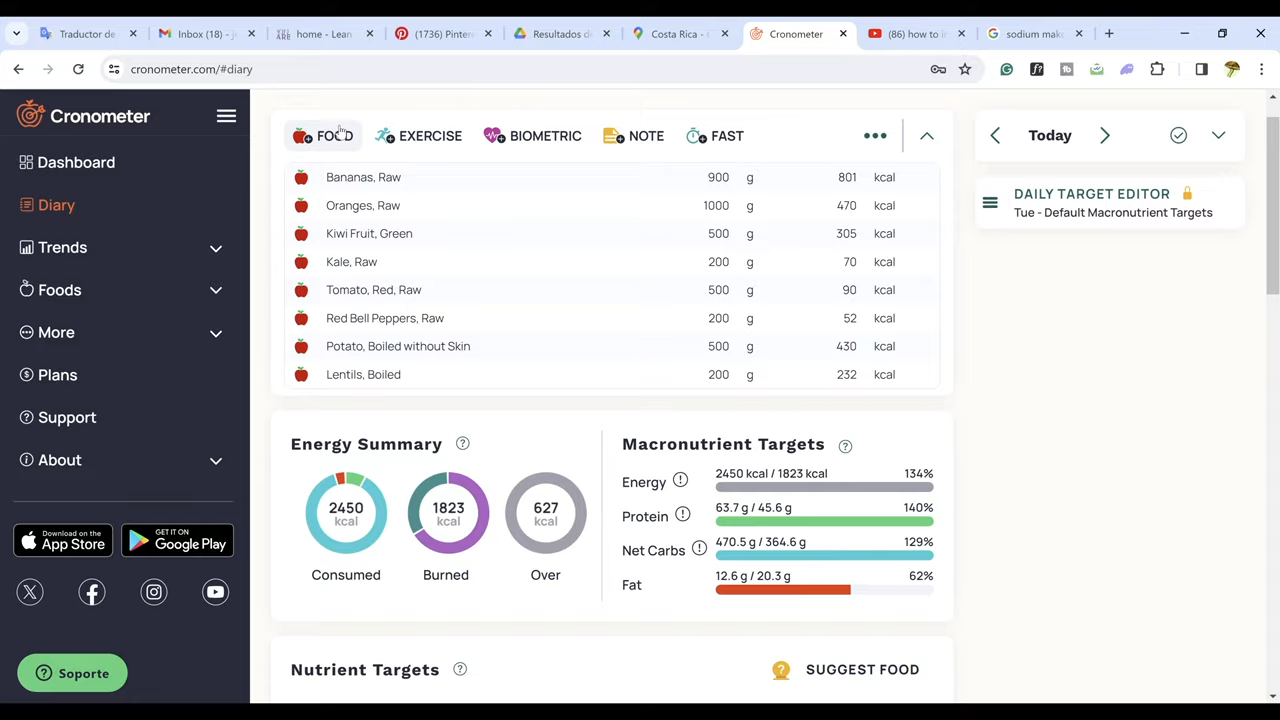 Traductor de
Inbox (18) - j
home - Lean
(1736) Pinter
Resultados de
Costa Rica - G
Cronometer
(86) how to in
sodium make
cronometer.com/#diary
Cronometer
Dashboard
Diary
Trends
Foods
More
Plans
Support
About
Download on the
App Store
GET IT ON
Google Play
Soporte
FOOD
EXERCISE
BIOMETRIC
NOTE
FAST
Bananas, Raw 900 g 801 kcal
Oranges, Raw 1000 g 470 kcal
Kiwi Fruit, Green 500 g 305 kcal
Kale, Raw 200 g 70 kcal
Tomato, Red, Raw 500 g 90 kcal
Red Bell Peppers, Raw 200 g 52 kcal
Potato, Boiled without Skin 500 g 430 kcal
Lentils, Boiled 200 g 232 kcal
Energy Summary
2450
kcal
Consumed
1823
kcal
Burned
627
kcal
Over
Macronutrient Targets
Energy 2450 kcal / 1823 kcal 134%
Protein 63.7 g / 45.6 g 140%
Net Carbs 470.5 g / 364.6 g 129%
Fat 12.6 g / 20.3 g 62%
Nutrient Targets
SUGGEST FOOD
Today
DAILY TARGET EDITOR
Tue - Default Macronutrient Targets